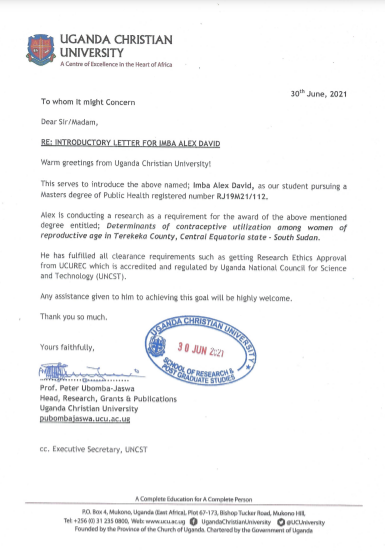 UGANDA CHRISTIAN
UNIVERSITY
A Centre of Excellence in the Heart of Africa
30th June, 2021
To whom it might Concern
Dear Sir/Madam,
RE: INTRODUCTORY LETTER FOR IMBA ALEX DAVID
Warm greetings from Uganda Christian University!
This serves to introduce the above named; Imba Alex David, as our student pursuing a
Masters degree of Public Health registered number RJ19M21/112.
Alex is conducting a research as a requirement for the award of the above mentioned
degree entitled; Determinants of contraceptive utilization among women of
reproductive age in Terekeka County, Central Equatoria state - South Sudan.
He has fulfilled all clearance requirements such as getting Research Ethics Approval
from UCUREC which is accredited and regulated by Uganda National Council for Science
and Technology (UNCST).
Any assistance given to him to achieving this goal will be highly welcome.
Thank you so much.
Yours faithfully,
UGANDA CHRISTIAN UNIVERSITY
30 JUN 2021
SCHOOL OF RESEARCH &
POST GRADUATE STUDIES
Prof. Peter Ubomba-Jaswa
Head, Research, Grants & Publications
Uganda Christian University
pubombajaswa.ucu.ac.ug
cc. Executive Secretary, UNCST
A Complete Education for A Complete Person
P.O. Box 4, Mukono, Uganda (East Africa), Plot 67-173, Bishop Tucker Road, Mukono Hill,
Tel: +256 (0) 31 235 0800, Web: www.ucu.ac.ug UgandaChristianUniversity @UCUniversity
Founded by the Province of the Church of Uganda. Chartered by the Government of Uganda